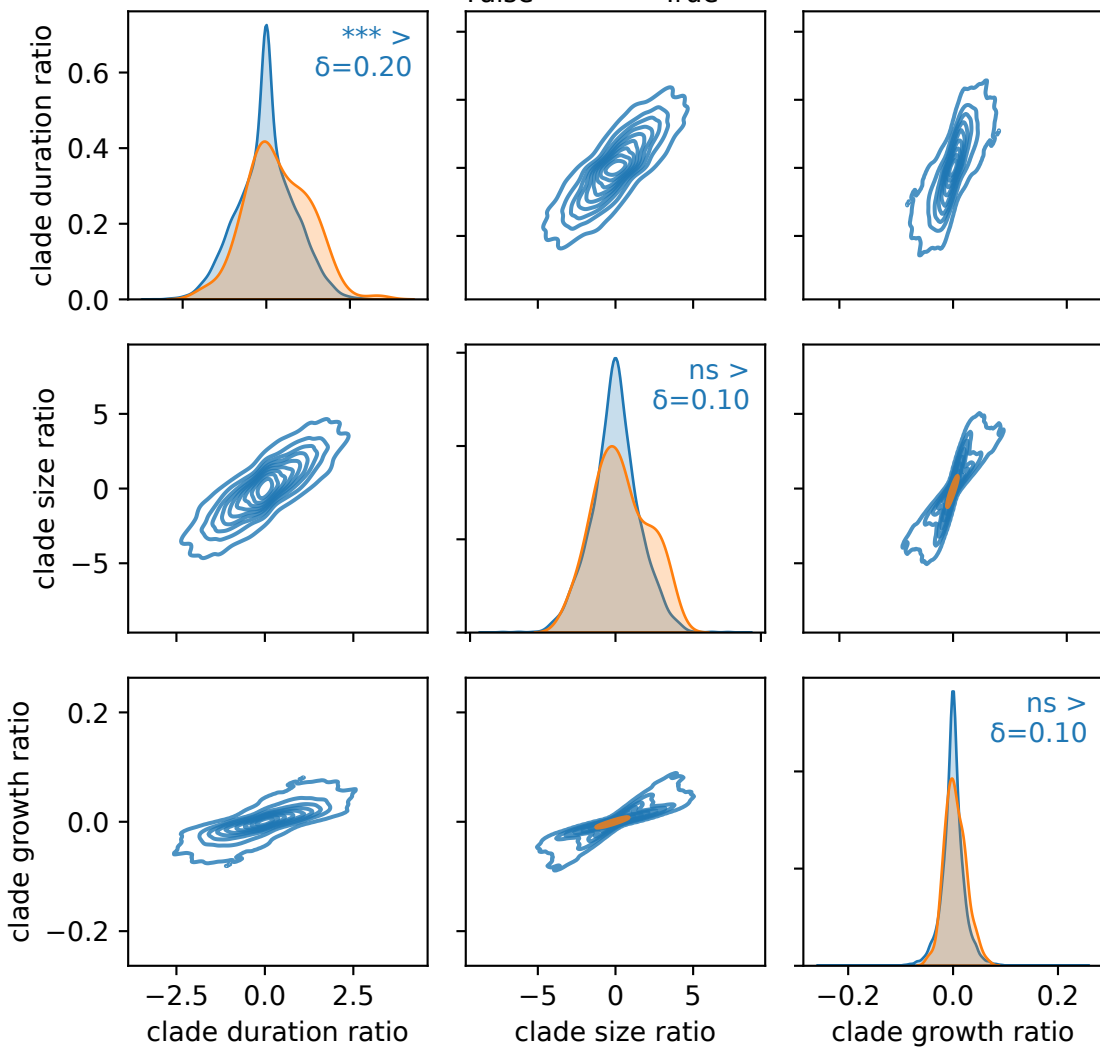 True
clade duration ratio
0.6
0.4
0.2
0.0
*** >
δ=0.20
clade size ratio
5
0
−5
ns >
δ=0.10
clade growth ratio
0.2
0.0
−0.2
ns >
δ=0.10
−2.5 0.0 2.5
−5 0 5
−0.2 0.0 0.2
clade duration ratio
clade size ratio
clade growth ratio